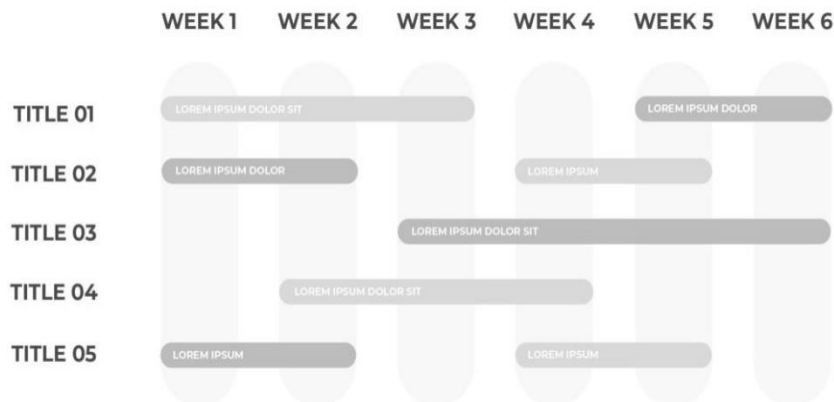 WEEK 1 WEEK 2 WEEK 3 WEEK 4 WEEK 5 WEEK 6
TITLE 01 LOREM IPSUM DOLOR SIT LOREM IPSUM DOLOR
TITLE 02 LOREM IPSUM DOLOR LOREM IPSUM
TITLE 03 LOREM IPSUM DOLOR SIT
TITLE 04 LOREM IPSUM DOLOR SIT
TITLE 05 LOREM IPSUM LOREM IPSUM